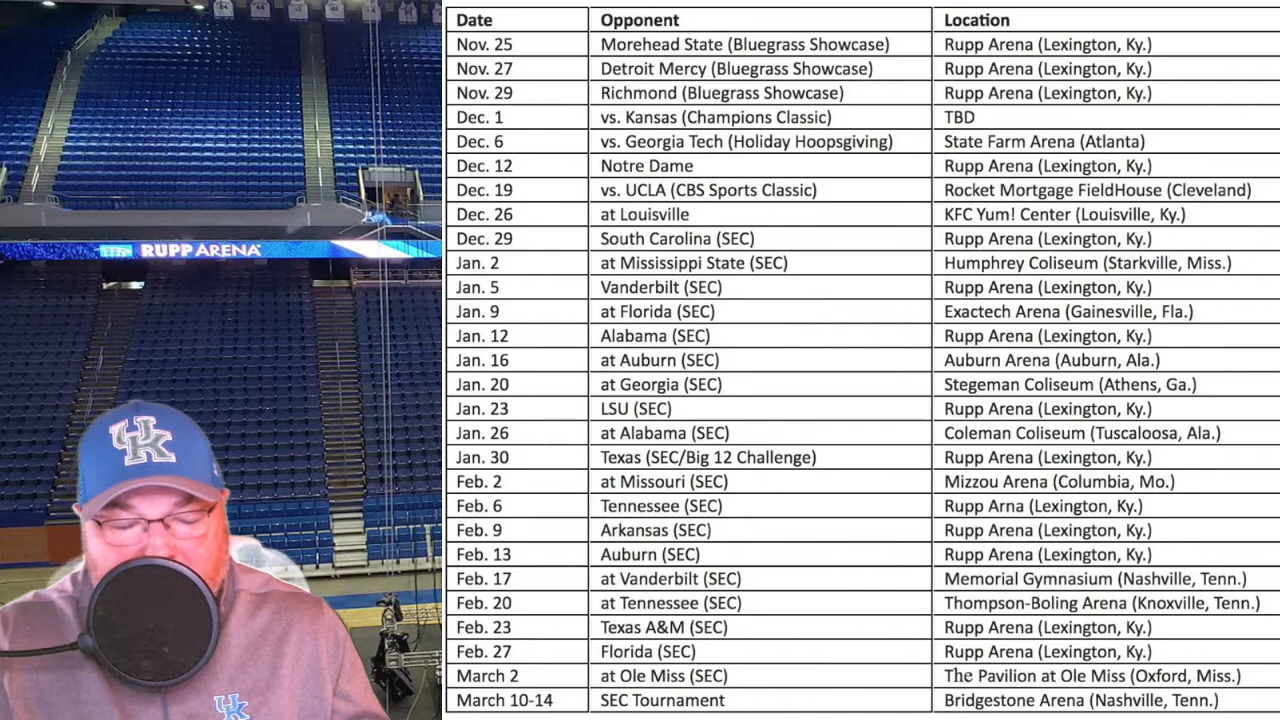 RUPP ARENA
UK
UK
Date Opponent Location
Nov. 25 Morehead State (Bluegrass Showcase) Rupp Arena (Lexington, Ky.)
Nov. 27 Detroit Mercy (Bluegrass Showcase) Rupp Arena (Lexington, Ky.)
Nov. 29 Richmond (Bluegrass Showcase) Rupp Arena (Lexington, Ky.)
Dec. 1 vs. Kansas (Champions Classic) TBD
Dec. 6 vs. Georgia Tech (Holiday Hoopsgiving) State Farm Arena (Atlanta)
Dec. 12 Notre Dame Rupp Arena (Lexington, Ky.)
Dec. 19 vs. UCLA (CBS Sports Classic) Rocket Mortgage FieldHouse (Cleveland)
Dec. 26 at Louisville KFC Yum! Center (Louisville, Ky.)
Dec. 29 South Carolina (SEC) Rupp Arena (Lexington, Ky.)
Jan. 2 at Mississippi State (SEC) Humphrey Coliseum (Starkville, Miss.)
Jan. 5 Vanderbilt (SEC) Rupp Arena (Lexington, Ky.)
Jan. 9 at Florida (SEC) Exactech Arena (Gainesville, Fla.)
Jan. 12 Alabama (SEC) Rupp Arena (Lexington, Ky.)
Jan. 16 at Auburn (SEC) Auburn Arena (Auburn, Ala.)
Jan. 20 at Georgia (SEC) Stegeman Coliseum (Athens, Ga.)
Jan. 23 LSU (SEC) Rupp Arena (Lexington, Ky.)
Jan. 26 at Alabama (SEC) Coleman Coliseum (Tuscaloosa, Ala.)
Jan. 30 Texas (SEC/Big 12 Challenge) Rupp Arena (Lexington, Ky.)
Feb. 2 at Missouri (SEC) Mizzou Arena (Columbia, Mo.)
Feb. 6 Tennessee (SEC) Rupp Arna (Lexington, Ky.)
Feb. 9 Arkansas (SEC) Rupp Arena (Lexington, Ky.)
Feb. 13 Auburn (SEC) Rupp Arena (Lexington, Ky.)
Feb. 17 at Vanderbilt (SEC) Memorial Gymnasium (Nashville, Tenn.)
Feb. 20 at Tennessee (SEC) Thompson-Boling Arena (Knoxville, Tenn.)
Feb. 23 Texas A&M (SEC) Rupp Arena (Lexington, Ky.)
Feb. 27 Florida (SEC) Rupp Arena (Lexington, Ky.)
March 2 at Ole Miss (SEC) The Pavilion at Ole Miss (Oxford, Miss.)
March 10-14 SEC Tournament Bridgestone Arena (Nashville, Tenn.)